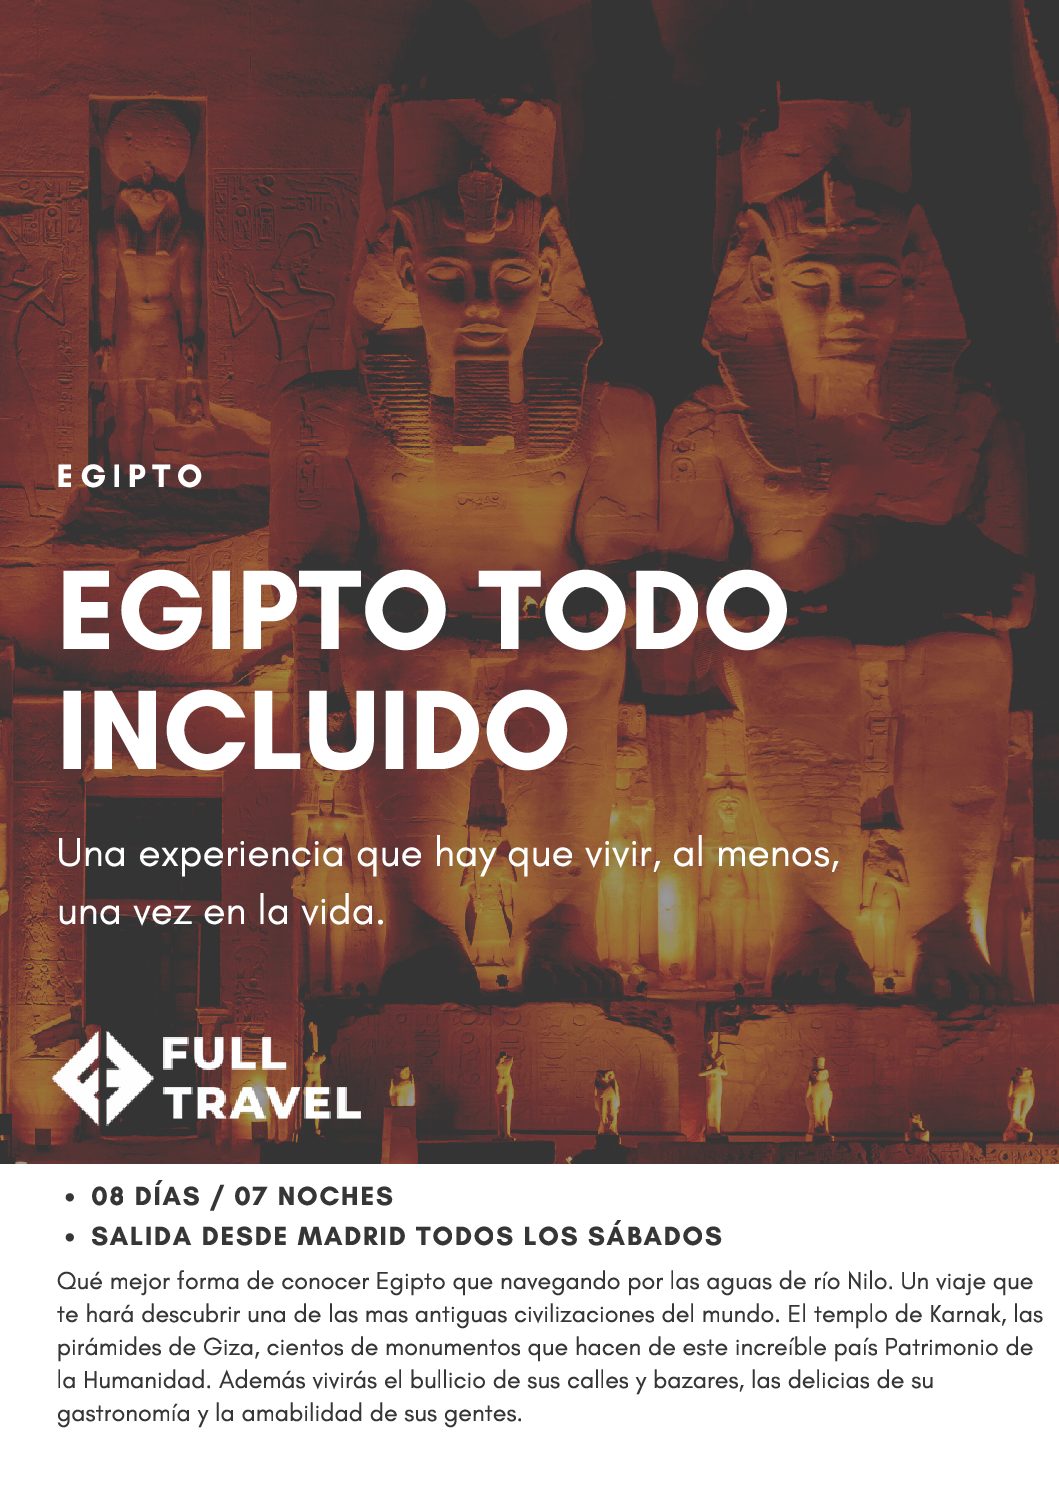 EGIPTO
EGIPTO TODO
INCLUIDO
Una experiencia que hay que vivir, al menos,
una vez en la vida.
FULL
TRAVEL
• 08 DÍAS / 07 NOCHES
• SALIDA DESDE MADRID TODOS LOS SÁBADOS
Qué mejor forma de conocer Egipto que navegando por las aguas de río Nilo. Un viaje que
te hará descubrir una de las mas antiguas civilizaciones del mundo. El templo de Karnak, las
pirámides de Giza, cientos de monumentos que hacen de este increíble país Patrimonio de
la Humanidad. Además vivirás el bullicio de sus calles y bazares, las delicias de su
gastronomía y la amabilidad de sus gentes.